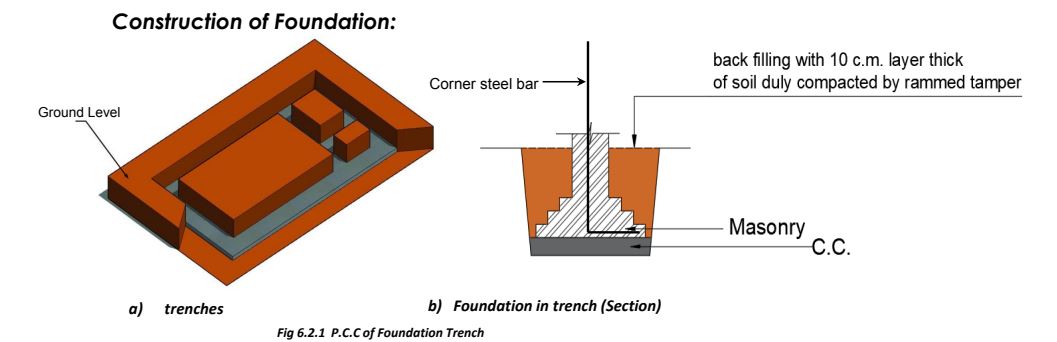 Construction of Foundation:
Ground Level
Corner steel bar
back filling with 10 c.m. layer thick
of soil duly compacted by rammed tamper
Masonry
C.C.
a) trenches
b) Foundation in trench (Section)
Fig 6.2.1 P.C.C of Foundation Trench